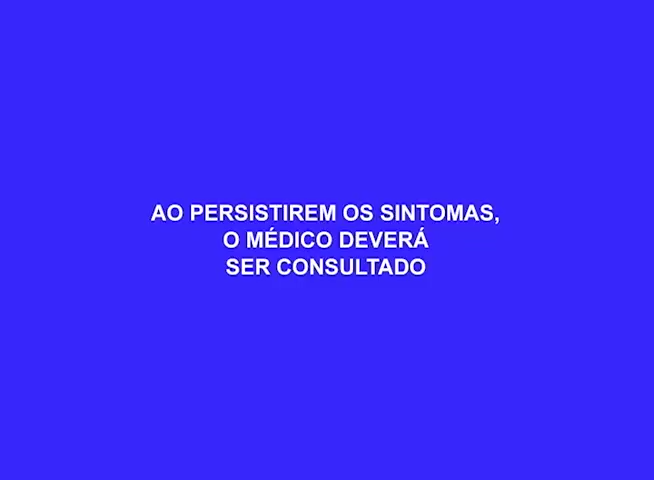 AO PERSISTIREM OS SINTOMAS,
O MÉDICO DEVERÁ
SER CONSULTADO